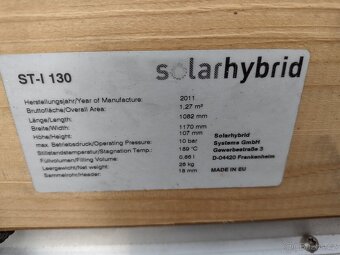 ST-I 130
solarhybrid
Herstellungsjahr/Year of Manufacture: 2011
Bruttofläche/Overall Area: 1,27 m²
Länge/Length: 1082 mm
Breite/Width: 1170 mm
Höhe/Height: 107 mm
max. Betriebsdruck/Operating Pressure: 10 bar
Stillstandstemperatur/Stagnation Temp.: 189 °C
Füllvolumen/Filling Volume: 0.86 l
Leergewicht/Net weight: 26 kg
Sammelrohr/Header: 18 mm
Solarhybrid
Systems GmbH
Gewerbestraße 3
D-04420 Frankenheim
MADE IN EU